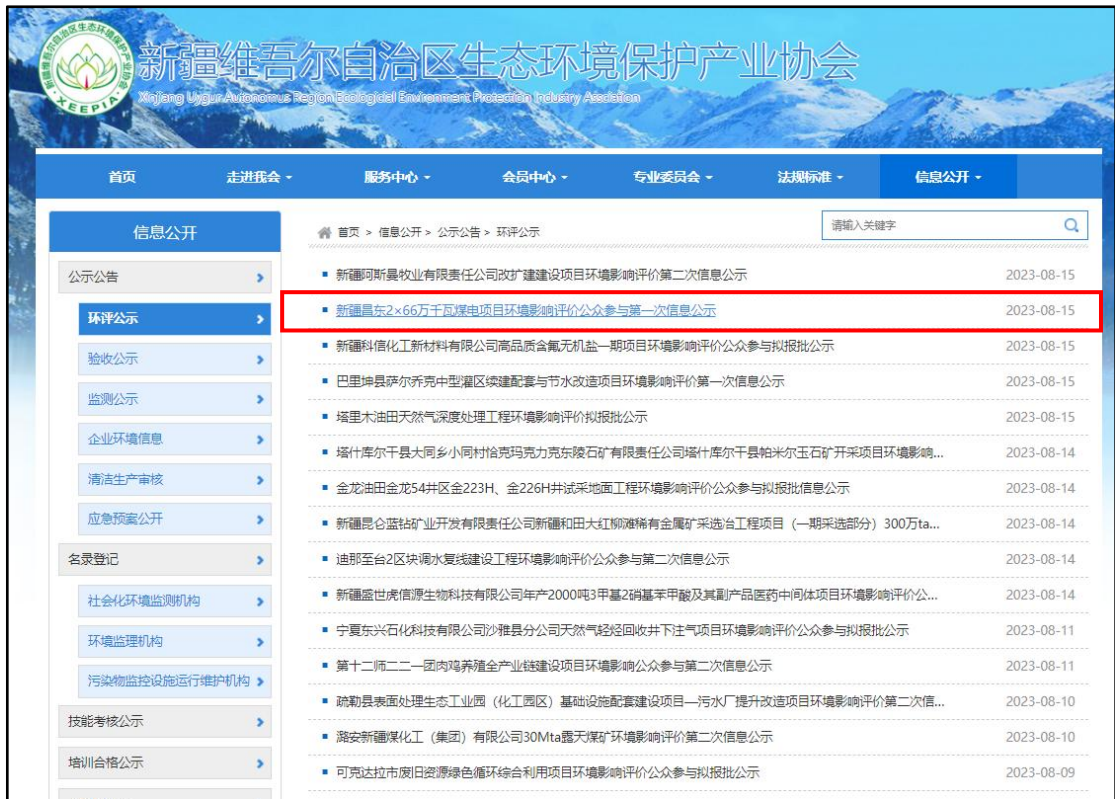 新疆维吾尔自治区生态环境保护产业协会
Xinjiang Uygur Autonomous Region Ecological Environment Protection Industry Assciation
XEEPIA
首页 走进我会 服务中心 会员中心 专业委员会 法规标准 信息公开
信息公开
首页 > 信息公开 > 公示公告 > 环评公示
请输入关键字
公示公告
环评公示
验收公示
监测公示
企业环境信息
清洁生产审核
应急预案公开
名录登记
社会化环境监测机构
环境监理机构
污染物监控设施运行维护机构
技能考核公示
培训合格公示
新疆阿斯曼牧业有限责任公司改扩建建设项目环境影响评价第二次信息公示 2023-08-15
新疆昌东2×66万千瓦煤电项目环境影响评价公众参与第一次信息公示 2023-08-15
新疆科信化工新材料有限公司高品质含氟无机盐一期项目环境影响评价公众参与拟报批公示 2023-08-15
巴里坤县萨尔乔克中型灌区续建配套与节水改造项目环境影响评价第一次信息公示 2023-08-15
塔里木油田天然气深度处理工程环境影响评价拟报批公示 2023-08-15
塔什库尔干县大同乡小同村恰克玛克力克东陵石矿有限责任公司塔什库尔干县帕米尔玉石矿开采项目环境影响... 2023-08-14
金龙油田金龙54井区金223H、金226H井试采地面工程环境影响评价公众参与拟报批信息公示 2023-08-14
新疆昆仑蓝钻矿业开发有限责任公司新疆和田大红柳滩稀有金属矿采选冶工程项目（一期采选部分）300万ta... 2023-08-14
迪那至台2区块调水复线建设工程环境影响评价公众参与第二次信息公示 2023-08-14
新疆盛世虎信源生物科技有限公司年产2000吨3甲基2硝基苯甲酸及其副产品医药中间体项目环境影响评价公... 2023-08-14
宁夏东兴石化科技有限公司沙雅县分公司天然气轻烃回收井下注气项目环境影响评价公众参与拟报批公示 2023-08-11
第十二师二二一团肉鸡养殖全产业链建设项目环境影响公众参与第二次信息公示 2023-08-11
疏勒县表面处理生态工业园（化工园区）基础设施配套建设项目—污水厂提升改造项目环境影响评价第二次信... 2023-08-10
潞安新疆煤化工（集团）有限公司30Mta露天煤矿环境影响评价第二次信息公示 2023-08-10
可克达拉市废旧资源绿色循环综合利用项目环境影响评价公众参与拟报批公示 2023-08-09